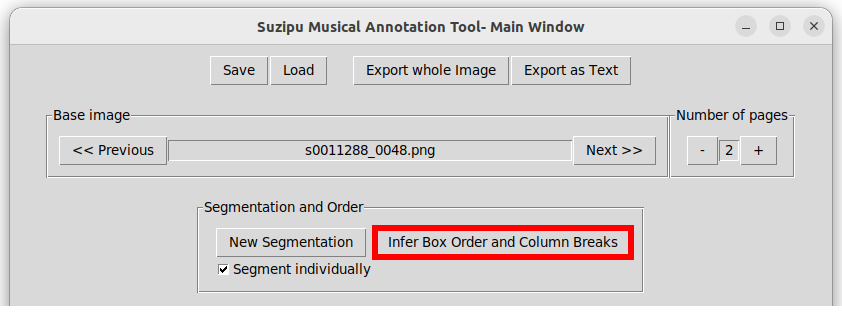 Suzipu Musical Annotation Tool- Main Window
Save Load Export whole Image Export as Text
Base image Number of pages
<< Previous s0011288_0048.png Next >> - 2 +
Segmentation and Order
New Segmentation Infer Box Order and Column Breaks
Segment individually